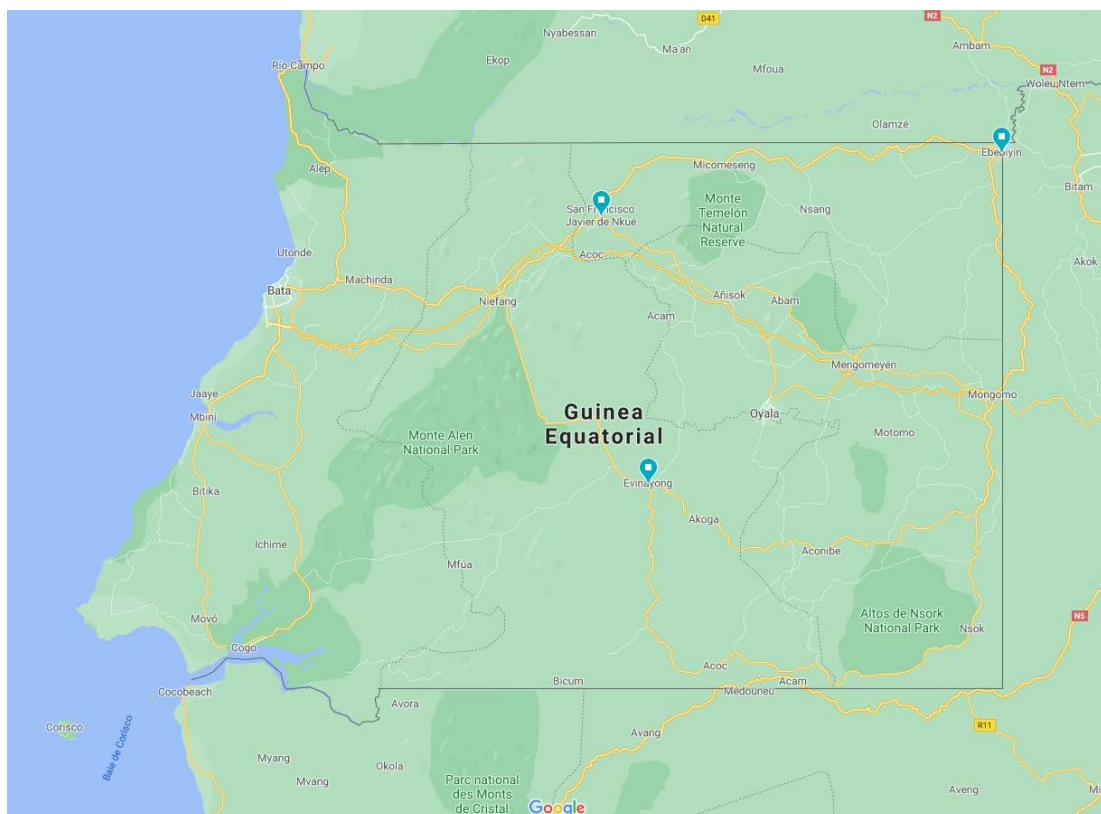 D41
N2
Nyabessan
Ma'an
Ambam
Ekop
Río Campo
Mfoua
N2
Woleu Ntem
Olamzé
Ebebiyín
Micomeseng
Alep
Bitam
San Francisco
Javier de Nkué
Monte
Temelón
Natural
Reserve
Nsang
Utonde
Acoc
Akok
Machinda
Bata
Niefang
Añisok
Abam
Acam
Mengomeyén
Jaaye
Mbini
Mongomo
Guinea
Equatorial
Oyala
Monte Alen
National Park
Motomo
Evinayong
Bitika
Akoga
Ichime
Aconibe
Mfua
Altos de Nsork
National Park
Movó
N5
Nsok
Cogo
Acoc
Bicum
Acam
Cocobeach
Médouneu
Avora
Corisco
Baie de Corisco
R11
Avang
Myang
Okola
Mvang
Parc national
des Monts
de Cristal
Aveng
Google